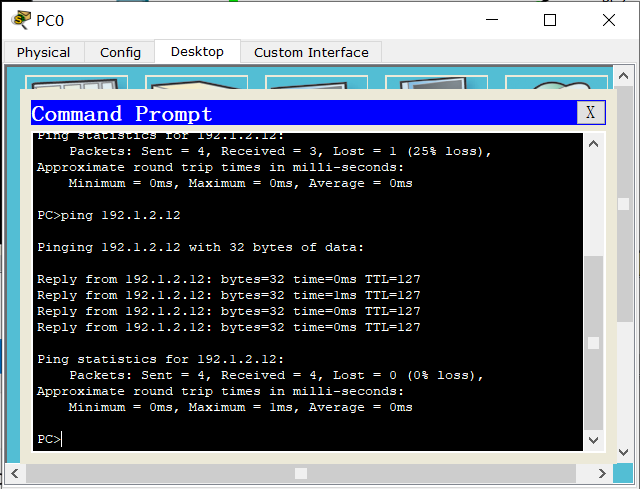 PC0
Physical Config Desktop Custom Interface
Command Prompt X
Ping statistics for 192.1.2.12:
Packets: Sent = 4, Received = 3, Lost = 1 (25% loss),
Approximate round trip times in milli-seconds:
Minimum = 0ms, Maximum = 0ms, Average = 0ms
PC>ping 192.1.2.12
Pinging 192.1.2.12 with 32 bytes of data:
Reply from 192.1.2.12: bytes=32 time=0ms TTL=127
Reply from 192.1.2.12: bytes=32 time=1ms TTL=127
Reply from 192.1.2.12: bytes=32 time=0ms TTL=127
Reply from 192.1.2.12: bytes=32 time=0ms TTL=127
Ping statistics for 192.1.2.12:
Packets: Sent = 4, Received = 4, Lost = 0 (0% loss),
Approximate round trip times in milli-seconds:
Minimum = 0ms, Maximum = 1ms, Average = 0ms
PC>